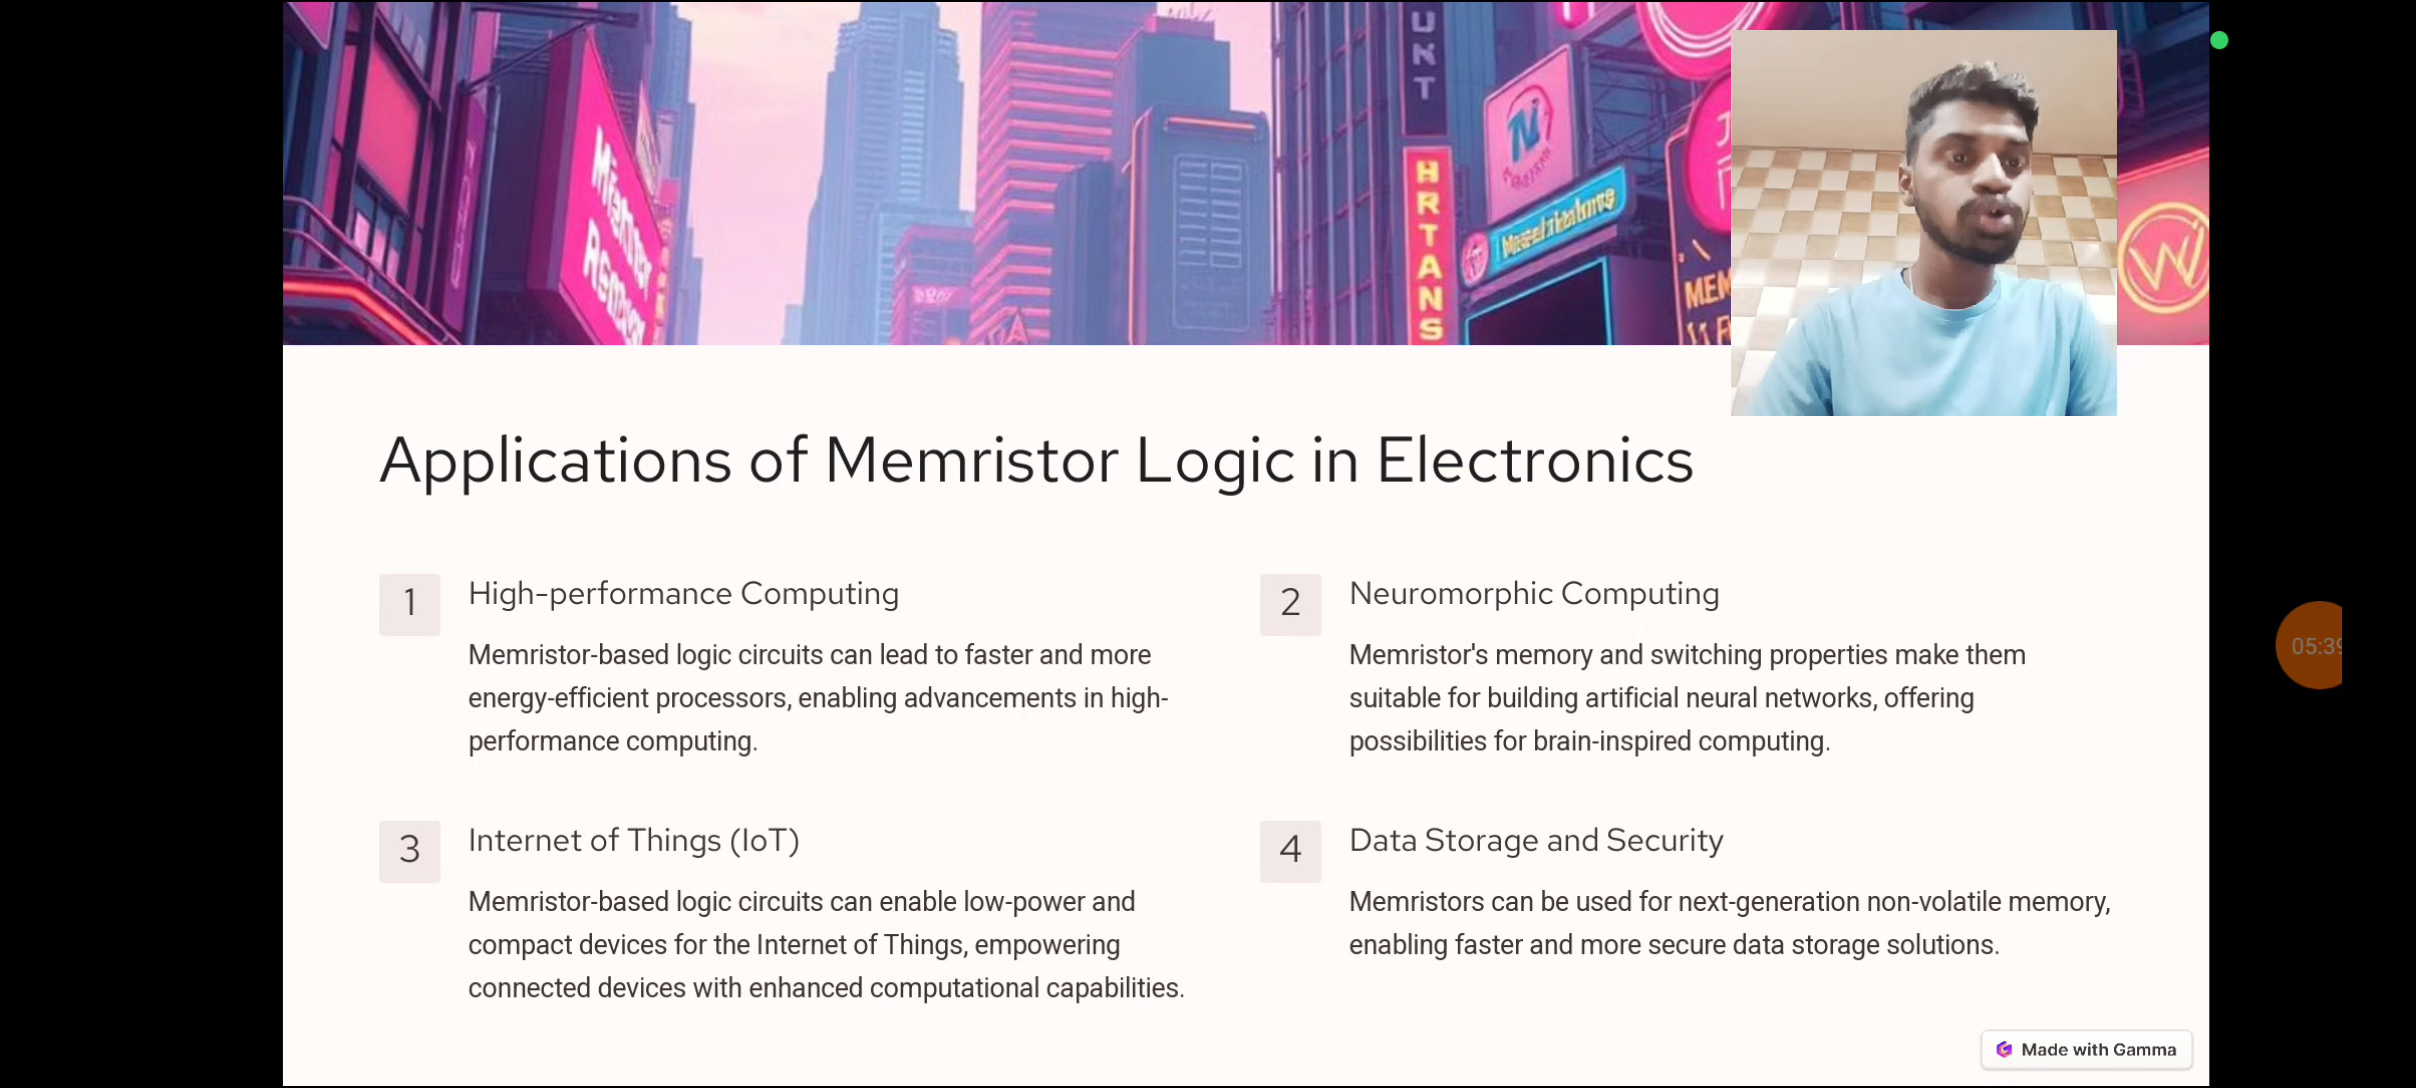 UNT
HRTANS
MEM
Applications of Memristor Logic in Electronics
1
High-performance Computing
Memristor-based logic circuits can lead to faster and more
energy-efficient processors, enabling advancements in high-
performance computing.
2
Neuromorphic Computing
Memristor's memory and switching properties make them
suitable for building artificial neural networks, offering
possibilities for brain-inspired computing.
3
Internet of Things (IoT)
Memristor-based logic circuits can enable low-power and
compact devices for the Internet of Things, empowering
connected devices with enhanced computational capabilities.
4
Data Storage and Security
Memristors can be used for next-generation non-volatile memory,
enabling faster and more secure data storage solutions.
05:39
Made with Gamma